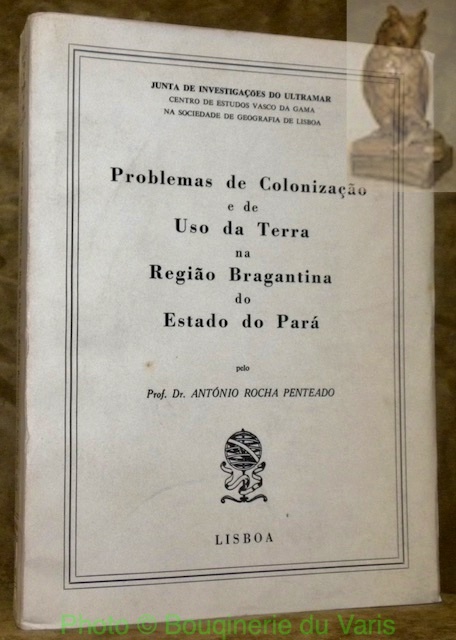 JUNTA DE INVESTIGAÇÕES DO ULTRAMAR
CENTRO DE ESTUDOS VASCO DA GAMA
NA SOCIEDADE DE GEOGRAFIA DE LISBOA
Problemas de Colonização
e de
Uso da Terra
na
Região Bragantina
do
Estado do Pará
pelo
Prof. Dr. ANTÓNIO ROCHA PENTEADO
LISBOA
Photo © Bouqinerie du Varis